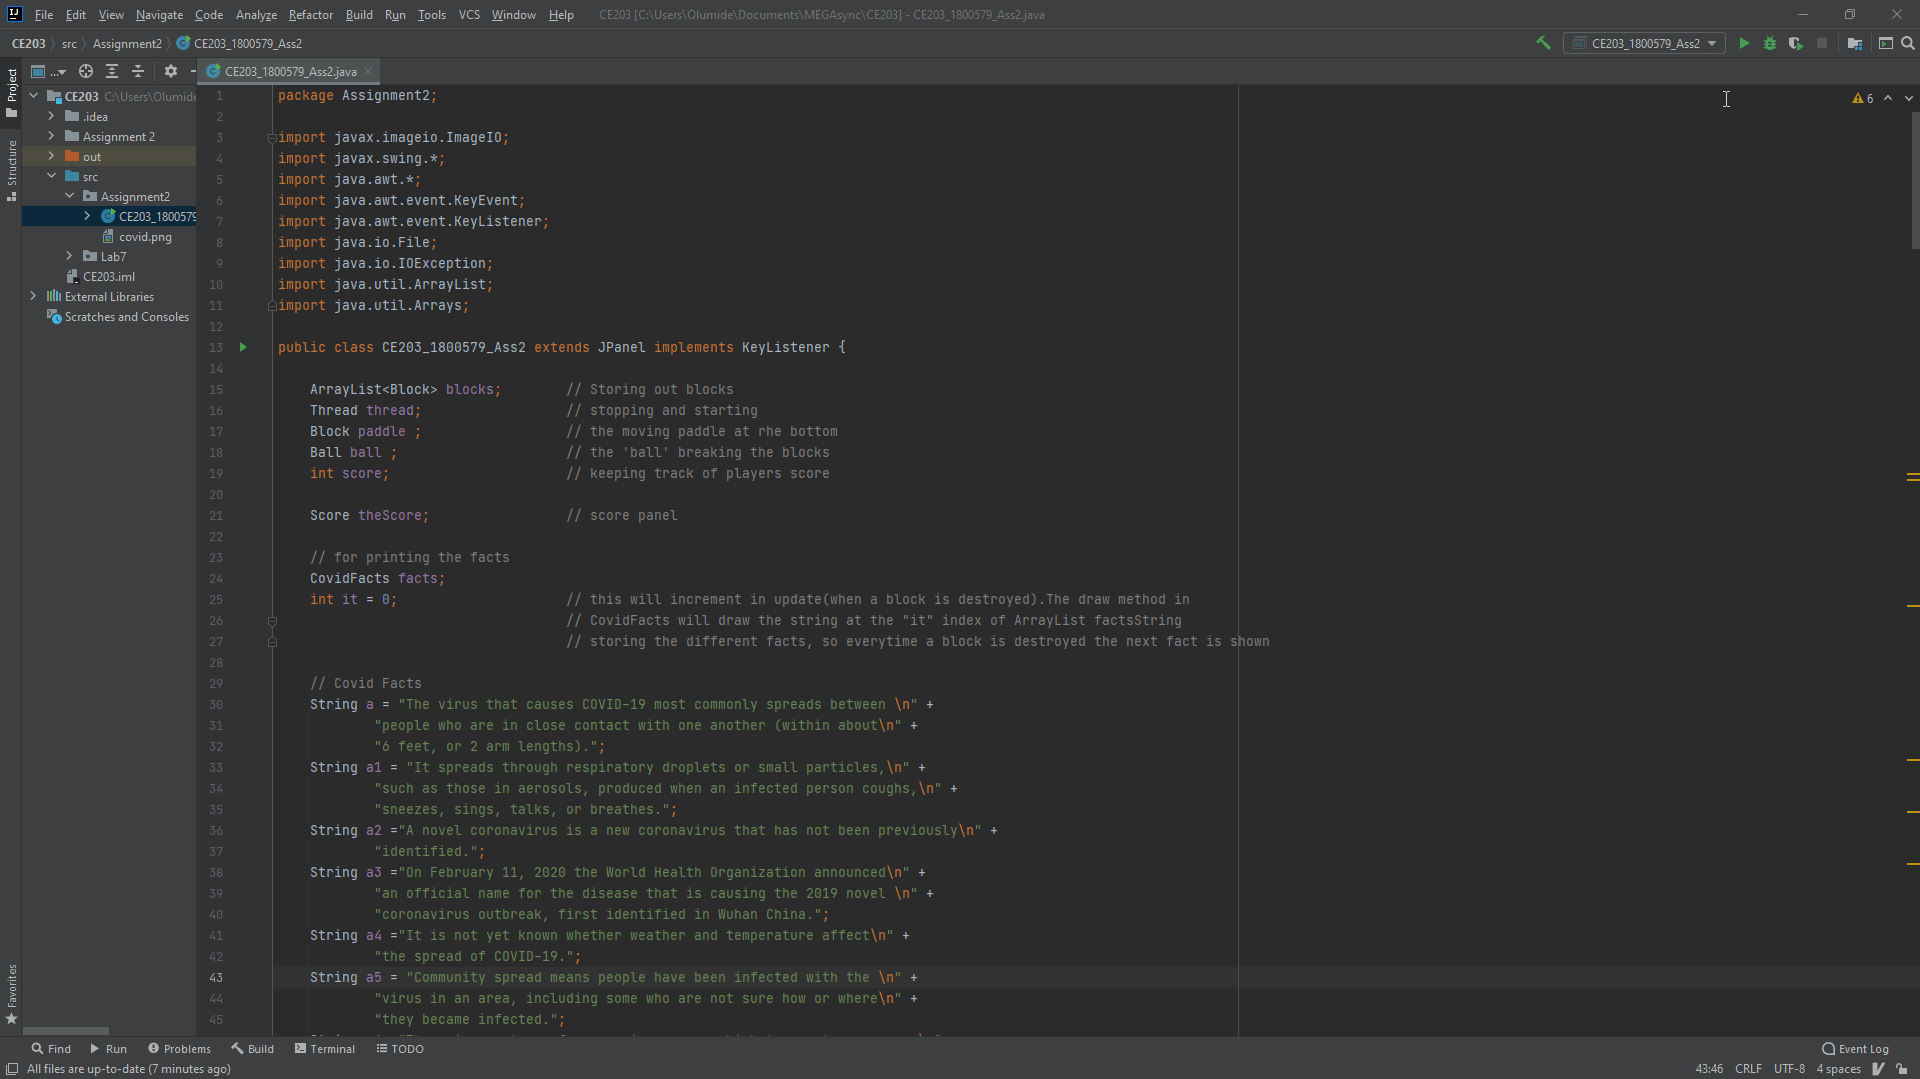 File Edit View Navigate Code Analyze Refactor Build Run Tools VCS Window Help CE203 [C:\Users\Olumide\Documents\MEGAsync\CE203] - CE203_1800579_Ass2.java
CE203 src Assignment2 CE203_1800579_Ass2
CE203_1800579_Ass2
... CE203_1800579_Ass2.java
Project
Structure
Favorites
CE203 C:\Users\Olumide
.idea
Assignment 2
out
src
Assignment2
CE203_1800579
covid.png
Lab7
CE203.iml
External Libraries
Scratches and Consoles
6
1 package Assignment2;
2
3 import javax.imageio.ImageIO;
4 import javax.swing.*;
5 import java.awt.*;
6 import java.awt.event.KeyEvent;
7 import java.awt.event.KeyListener;
8 import java.io.File;
9 import java.io.IOException;
10 import java.util.ArrayList;
11 import java.util.Arrays;
12
13 public class CE203_1800579_Ass2 extends JPanel implements KeyListener {
14
15 ArrayList<Block> blocks; // Storing out blocks
16 Thread thread; // stopping and starting
17 Block paddle ; // the moving paddle at rhe bottom
18 Ball ball ; // the 'ball' breaking the blocks
19 int score; // keeping track of players score
20
21 Score theScore; // score panel
22
23 // for printing the facts
24 CovidFacts facts;
25 int it = 0; // this will increment in update(when a block is destroyed).The draw method in
26 // CovidFacts will draw the string at the "it" index of ArrayList factsString
27 // storing the different facts, so everytime a block is destroyed the next fact is shown
28
29 // Covid Facts
30 String a = "The virus that causes COVID-19 most commonly spreads between \n" +
31 "people who are in close contact with one another (within about\n" +
32 "6 feet, or 2 arm lengths).";
33 String a1 = "It spreads through respiratory droplets or small particles,\n" +
34 "such as those in aerosols, produced when an infected person coughs,\n" +
35 "sneezes, sings, talks, or breathes.";
36 String a2 ="A novel coronavirus is a new coronavirus that has not been previously\n" +
37 "identified.";
38 String a3 ="On February 11, 2020 the World Health Organization announced\n" +
39 "an official name for the disease that is causing the 2019 novel \n" +
40 "coronavirus outbreak, first identified in Wuhan China.";
41 String a4 ="It is not yet known whether weather and temperature affect\n" +
42 "the spread of COVID-19.";
43 String a5 = "Community spread means people have been infected with the \n" +
44 "virus in an area, including some who are not sure how or where\n" +
45 "they became infected.";
Find Run Problems Build Terminal TODO Event Log
All files are up-to-date (7 minutes ago) 43:46 CRLF UTF-8 4 spaces